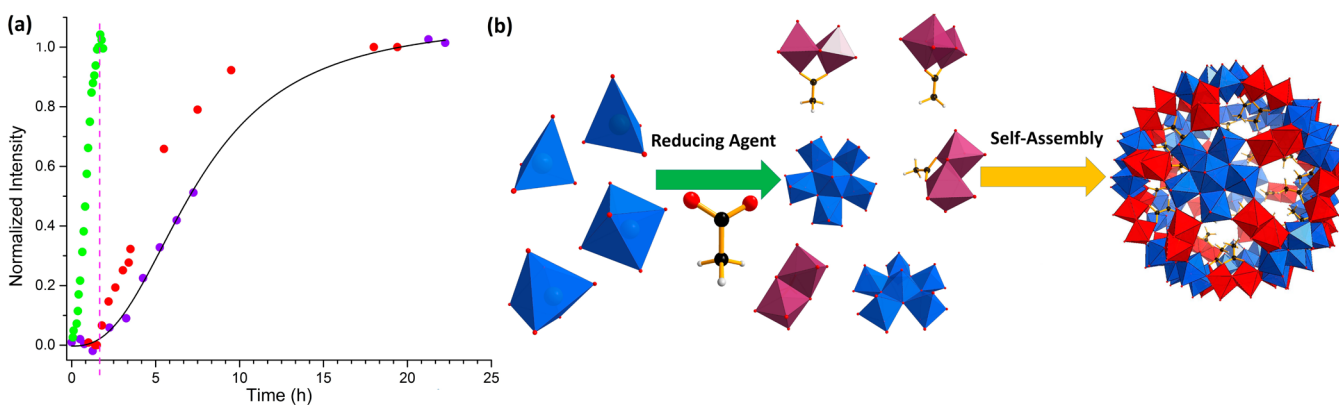 (a)
Normalized Intensity
1.0
0.8
0.6
0.4
0.2
0.0
0
5
10
15
20
25
Time (h)
(b)
Reducing Agent
Self-Assembly